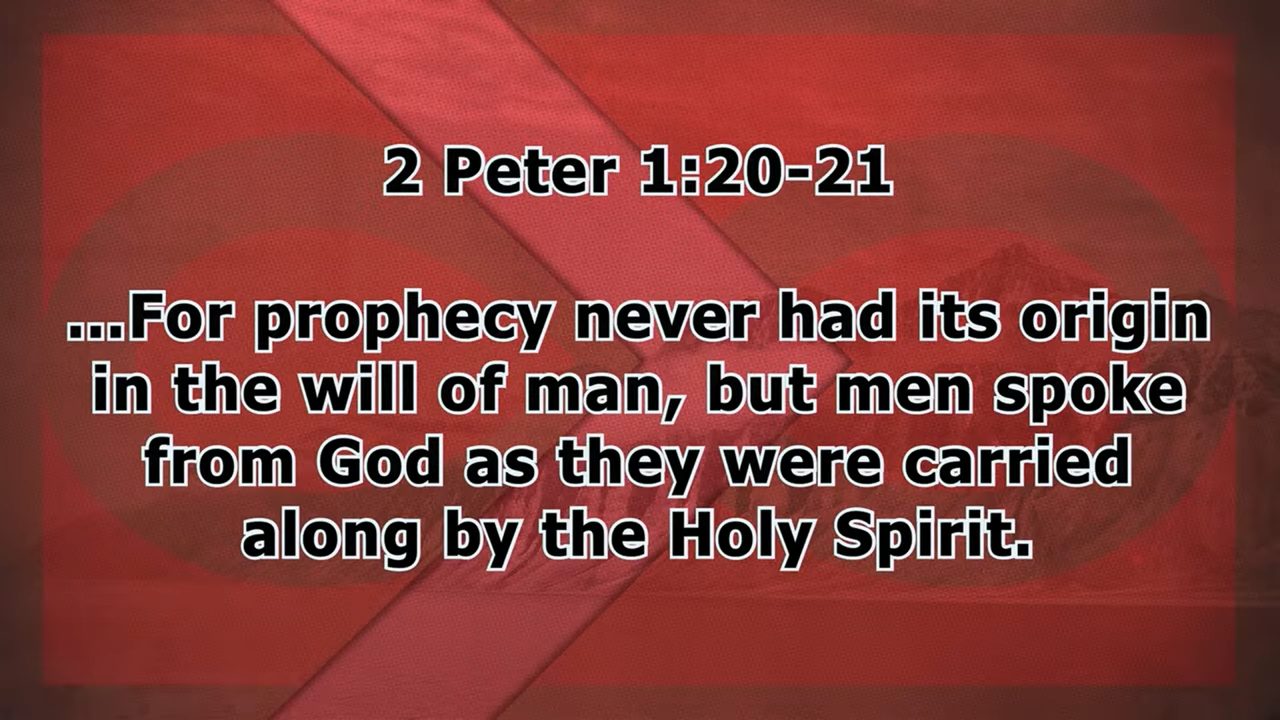 2 Peter 1:20-21
...For prophecy never had its origin
in the will of man, but men spoke
from God as they were carried
along by the Holy Spirit.